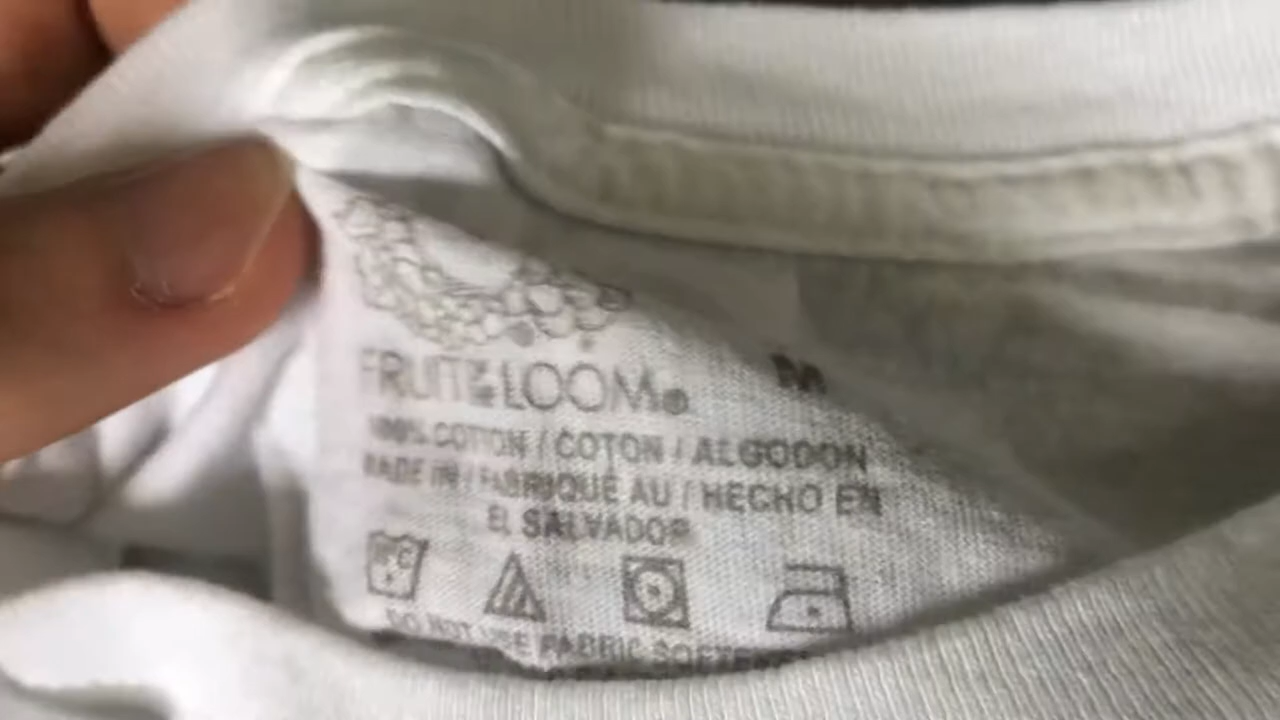 FRUIT OF THE LOOM®
M
100% COTTON / COTON / ALGODON
MADE IN / FABRIQUE AU / HECHO EN
EL SALVADOR
DO NOT USE FABRIC SOFTENER